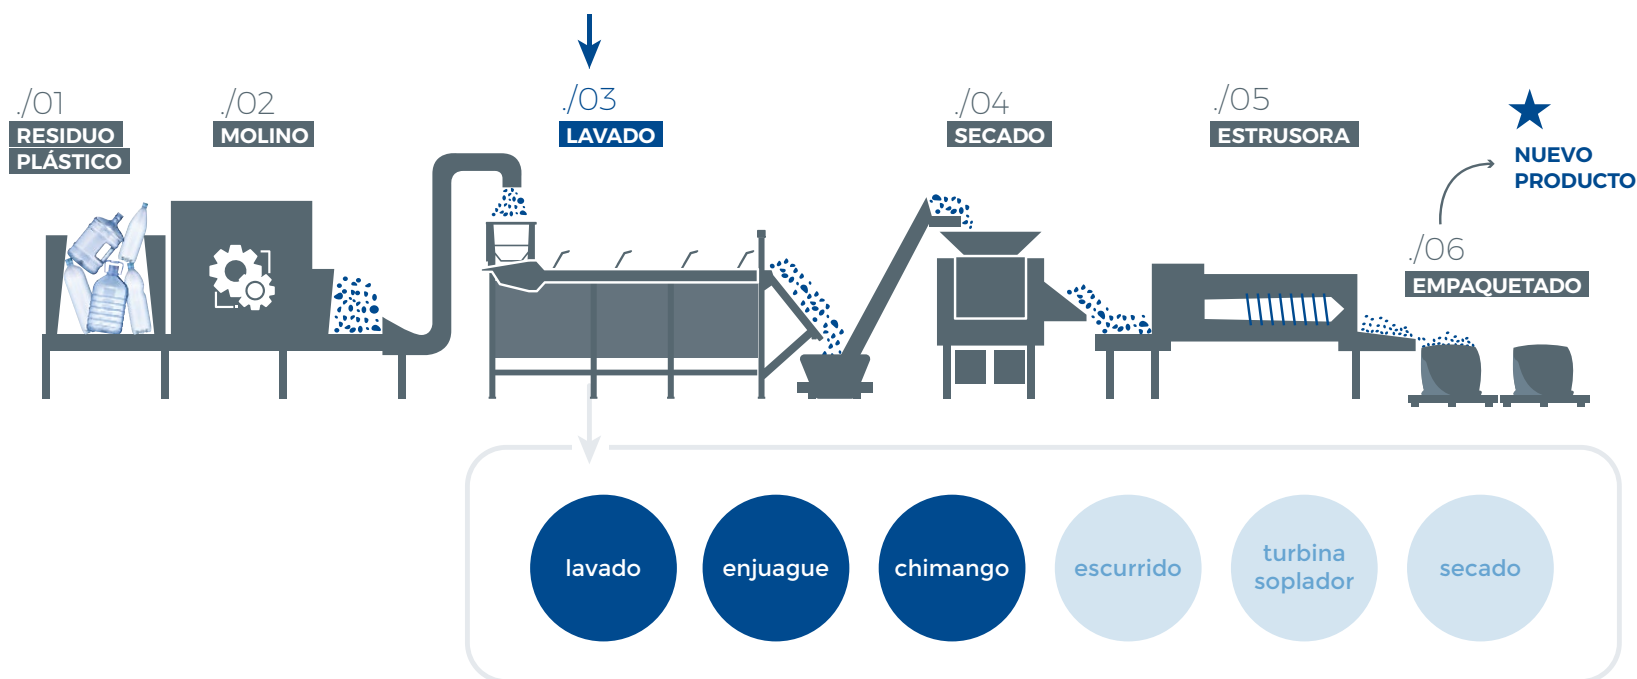 ./01
RESIDUO
PLÁSTICO
./02
MOLINO
./03
LAVADO
./04
SECADO
./05
ESTRUSORA
./06
EMPAQUETADO
NUEVO
PRODUCTO
lavado
enjuague
chimango
escurrido
turbina
soplador
secado